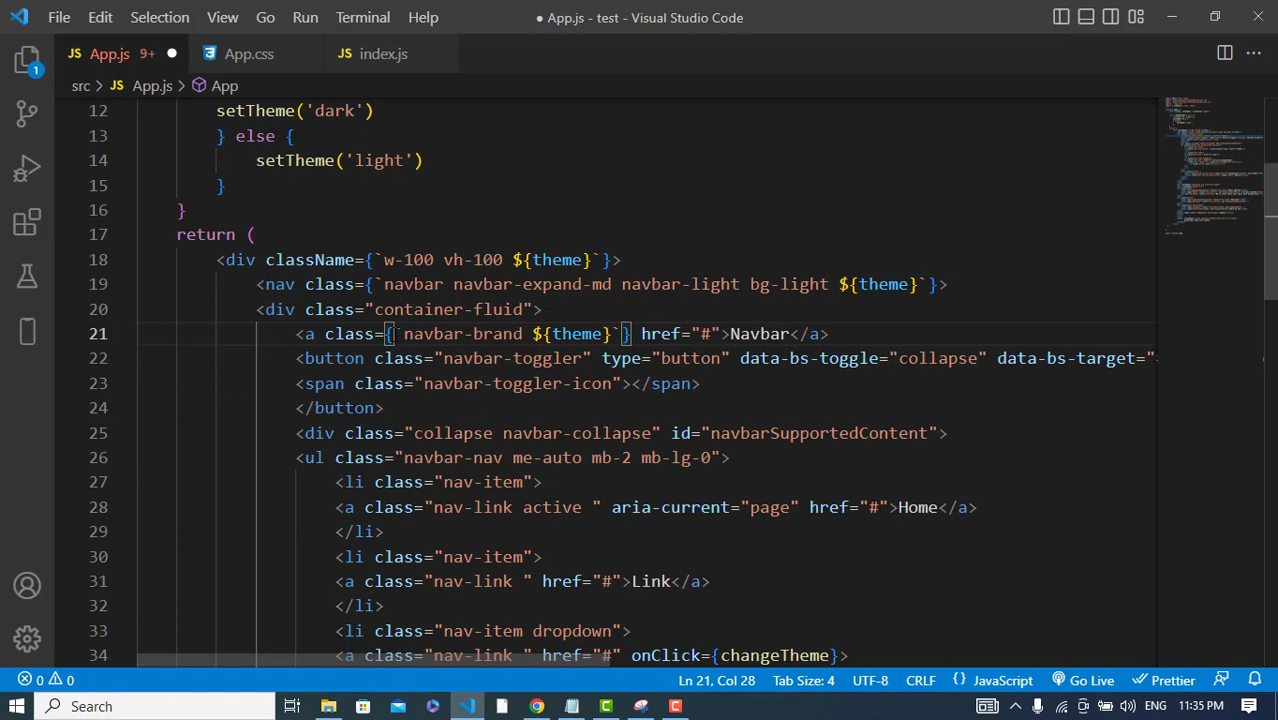 File Edit Selection View Go Run Terminal Help ● App.js - test - Visual Studio Code
JS App.js 9+ ● App.css JS index.js
src > JS App.js > App
12 setTheme('dark')
13 } else {
14 setTheme('light')
15 }
16 }
17 return (
18 <div className={`w-100 vh-100 ${theme}`}>
19 <nav class={`navbar navbar-expand-md navbar-light bg-light ${theme}`}>
20 <div class="container-fluid">
21 <a class={`navbar-brand ${theme}`} href="#">Navbar</a>
22 <button class="navbar-toggler" type="button" data-bs-toggle="collapse" data-bs-target="
23 <span class="navbar-toggler-icon"></span>
24 </button>
25 <div class="collapse navbar-collapse" id="navbarSupportedContent">
26 <ul class="navbar-nav me-auto mb-2 mb-lg-0">
27 <li class="nav-item">
28 <a class="nav-link active " aria-current="page" href="#">Home</a>
29 </li>
30 <li class="nav-item">
31 <a class="nav-link " href="#">Link</a>
32 </li>
33 <li class="nav-item dropdown">
34 <a class="nav-link " href="#" onClick={changeTheme}>
1
0 0 Ln 21, Col 28 Tab Size: 4 UTF-8 CRLF {} JavaScript Go Live Prettier
Search ENG 11:35 PM